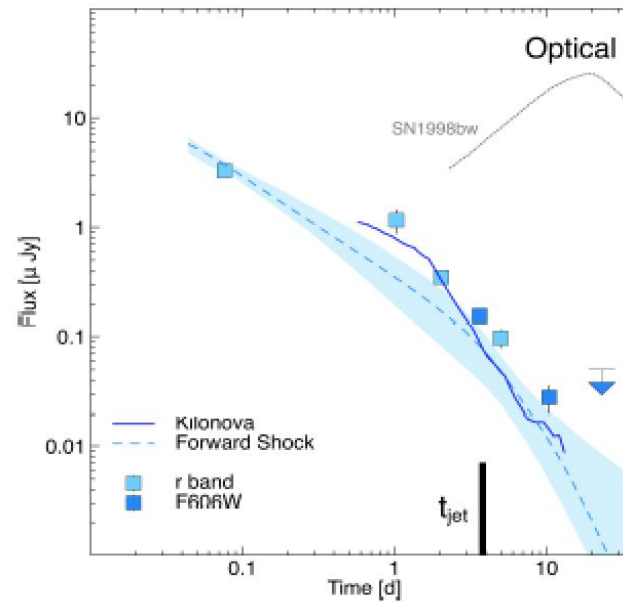 Optical
SN1998bw
10
1
0.1
0.01
Flux [μ Jy]
Kilonova
Forward Shock
r band
F606W
t_jet
0.1
1
10
Time [d]